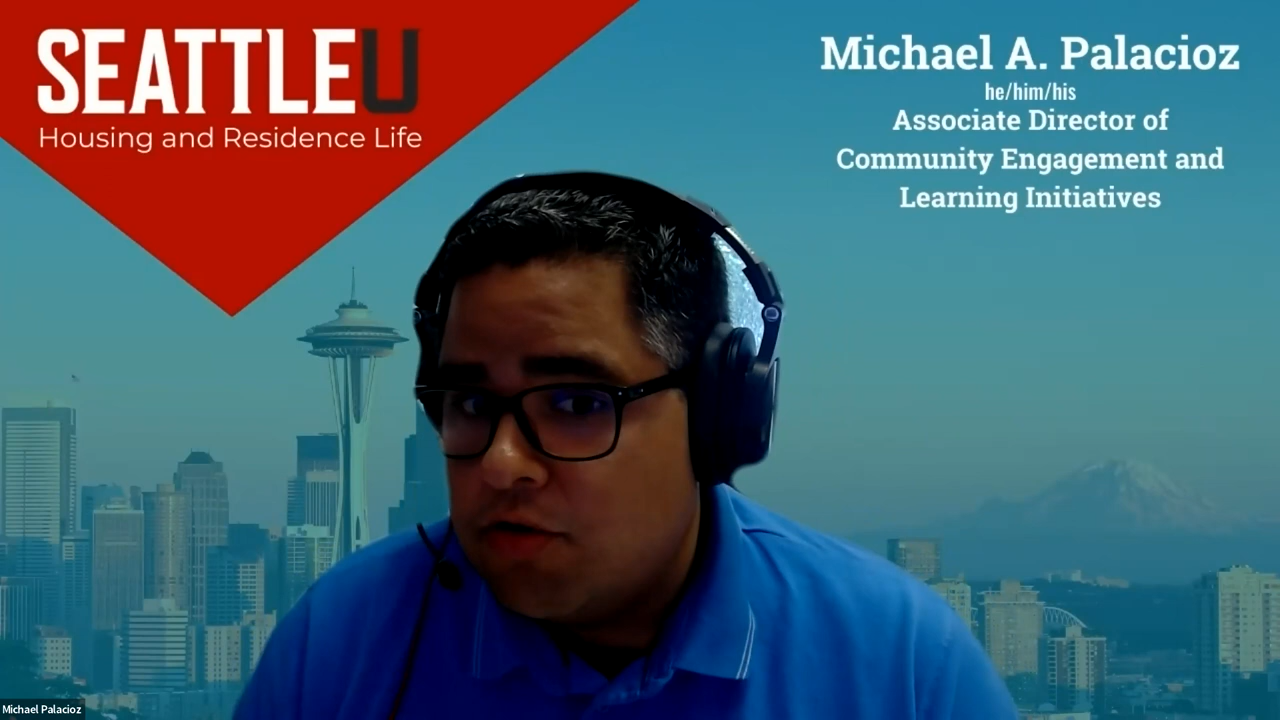 SEATTLEU
Housing and Residence Life
Michael A. Palacioz
he/him/his
Associate Director of
Community Engagement and
Learning Initiatives
Michael Palacioz